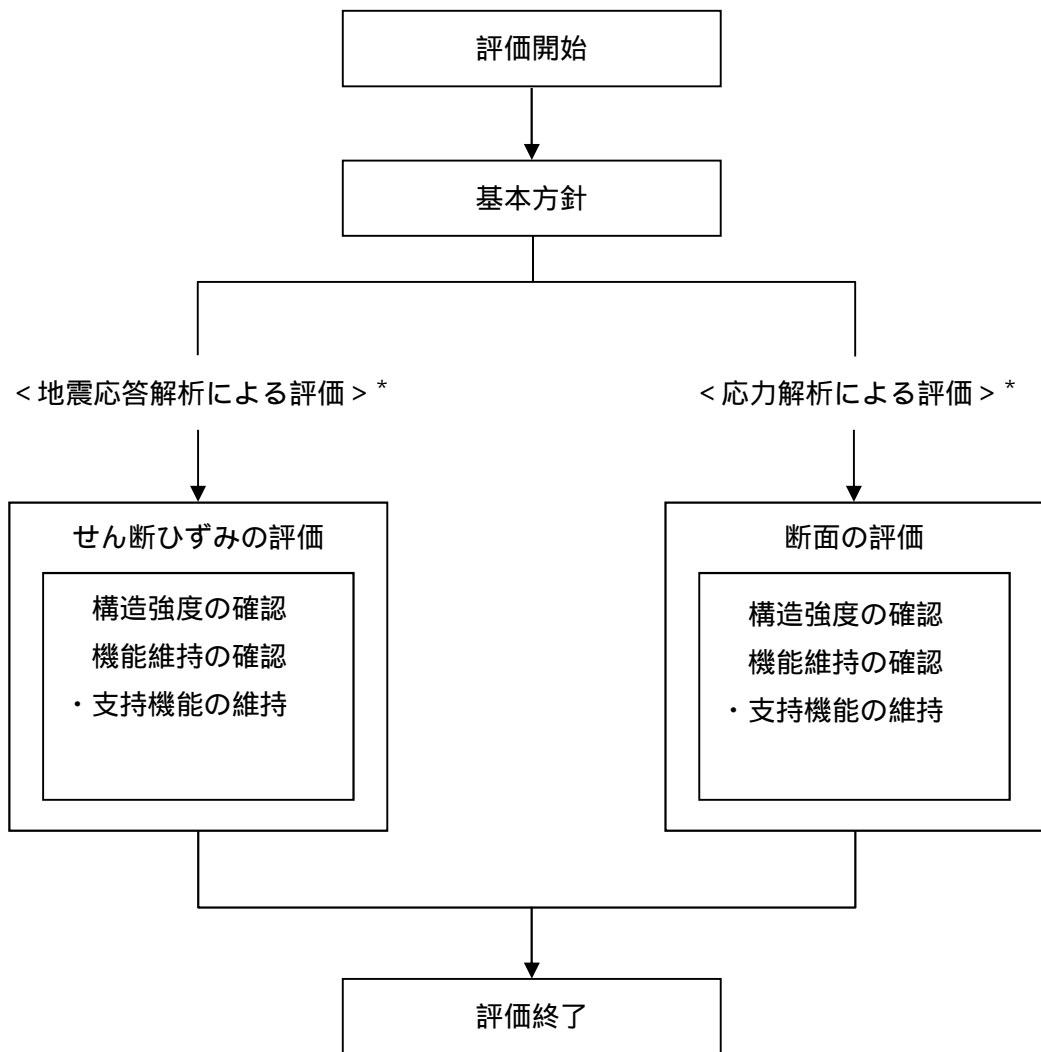 評価開始
基本方針
<地震応答解析による評価>*
<応力解析による評価>*
せん断ひずみの評価
構造強度の確認
機能維持の確認
・支持機能の維持
断面の評価
構造強度の確認
機能維持の確認
・支持機能の維持
評価終了